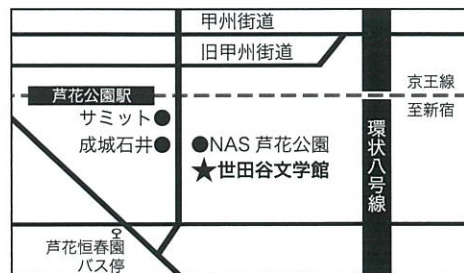 甲州街道
旧甲州街道
京王線
芦花公園駅
至新宿
サミット●
成城石井●
●NAS 芦花公園
★世田谷文学館
環状八号線
芦花恒春園
バス停